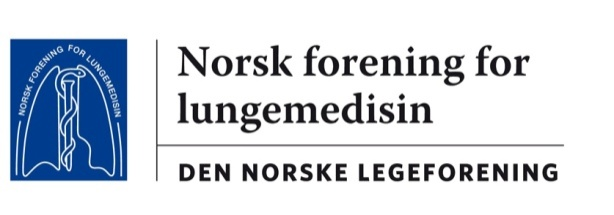 NORSK FORENING FOR LUNGEMEDISIN
Norsk forening for
lungemedisin
DEN NORSKE LEGEFORENING